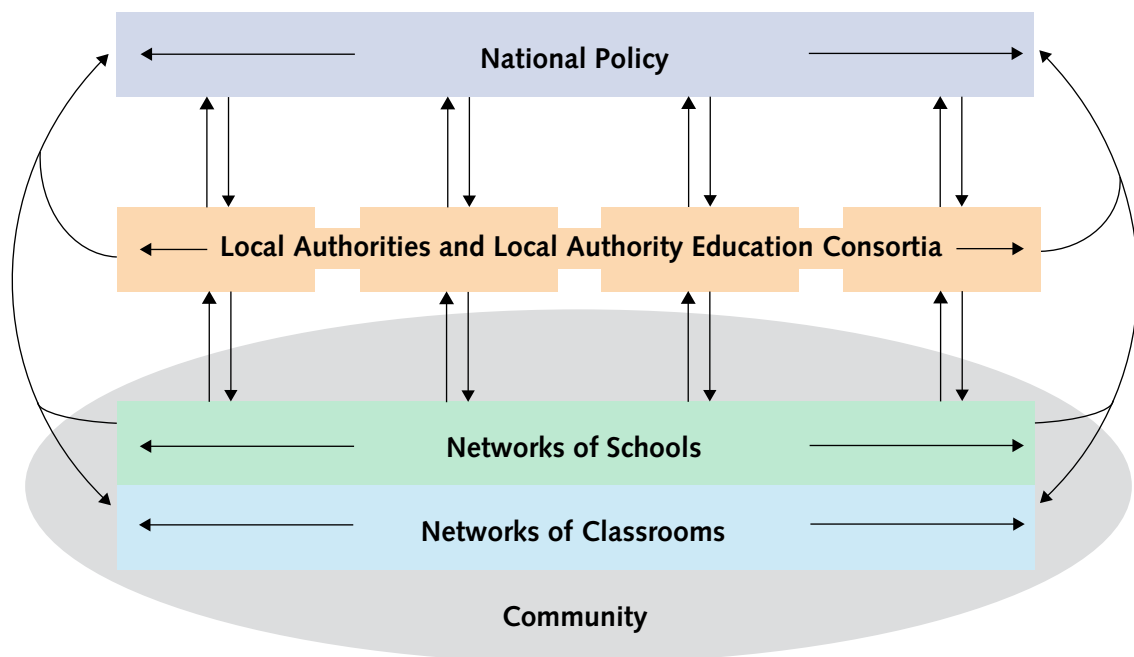 National Policy
Local Authorities and Local Authority Education Consortia
Networks of Schools
Networks of Classrooms
Community